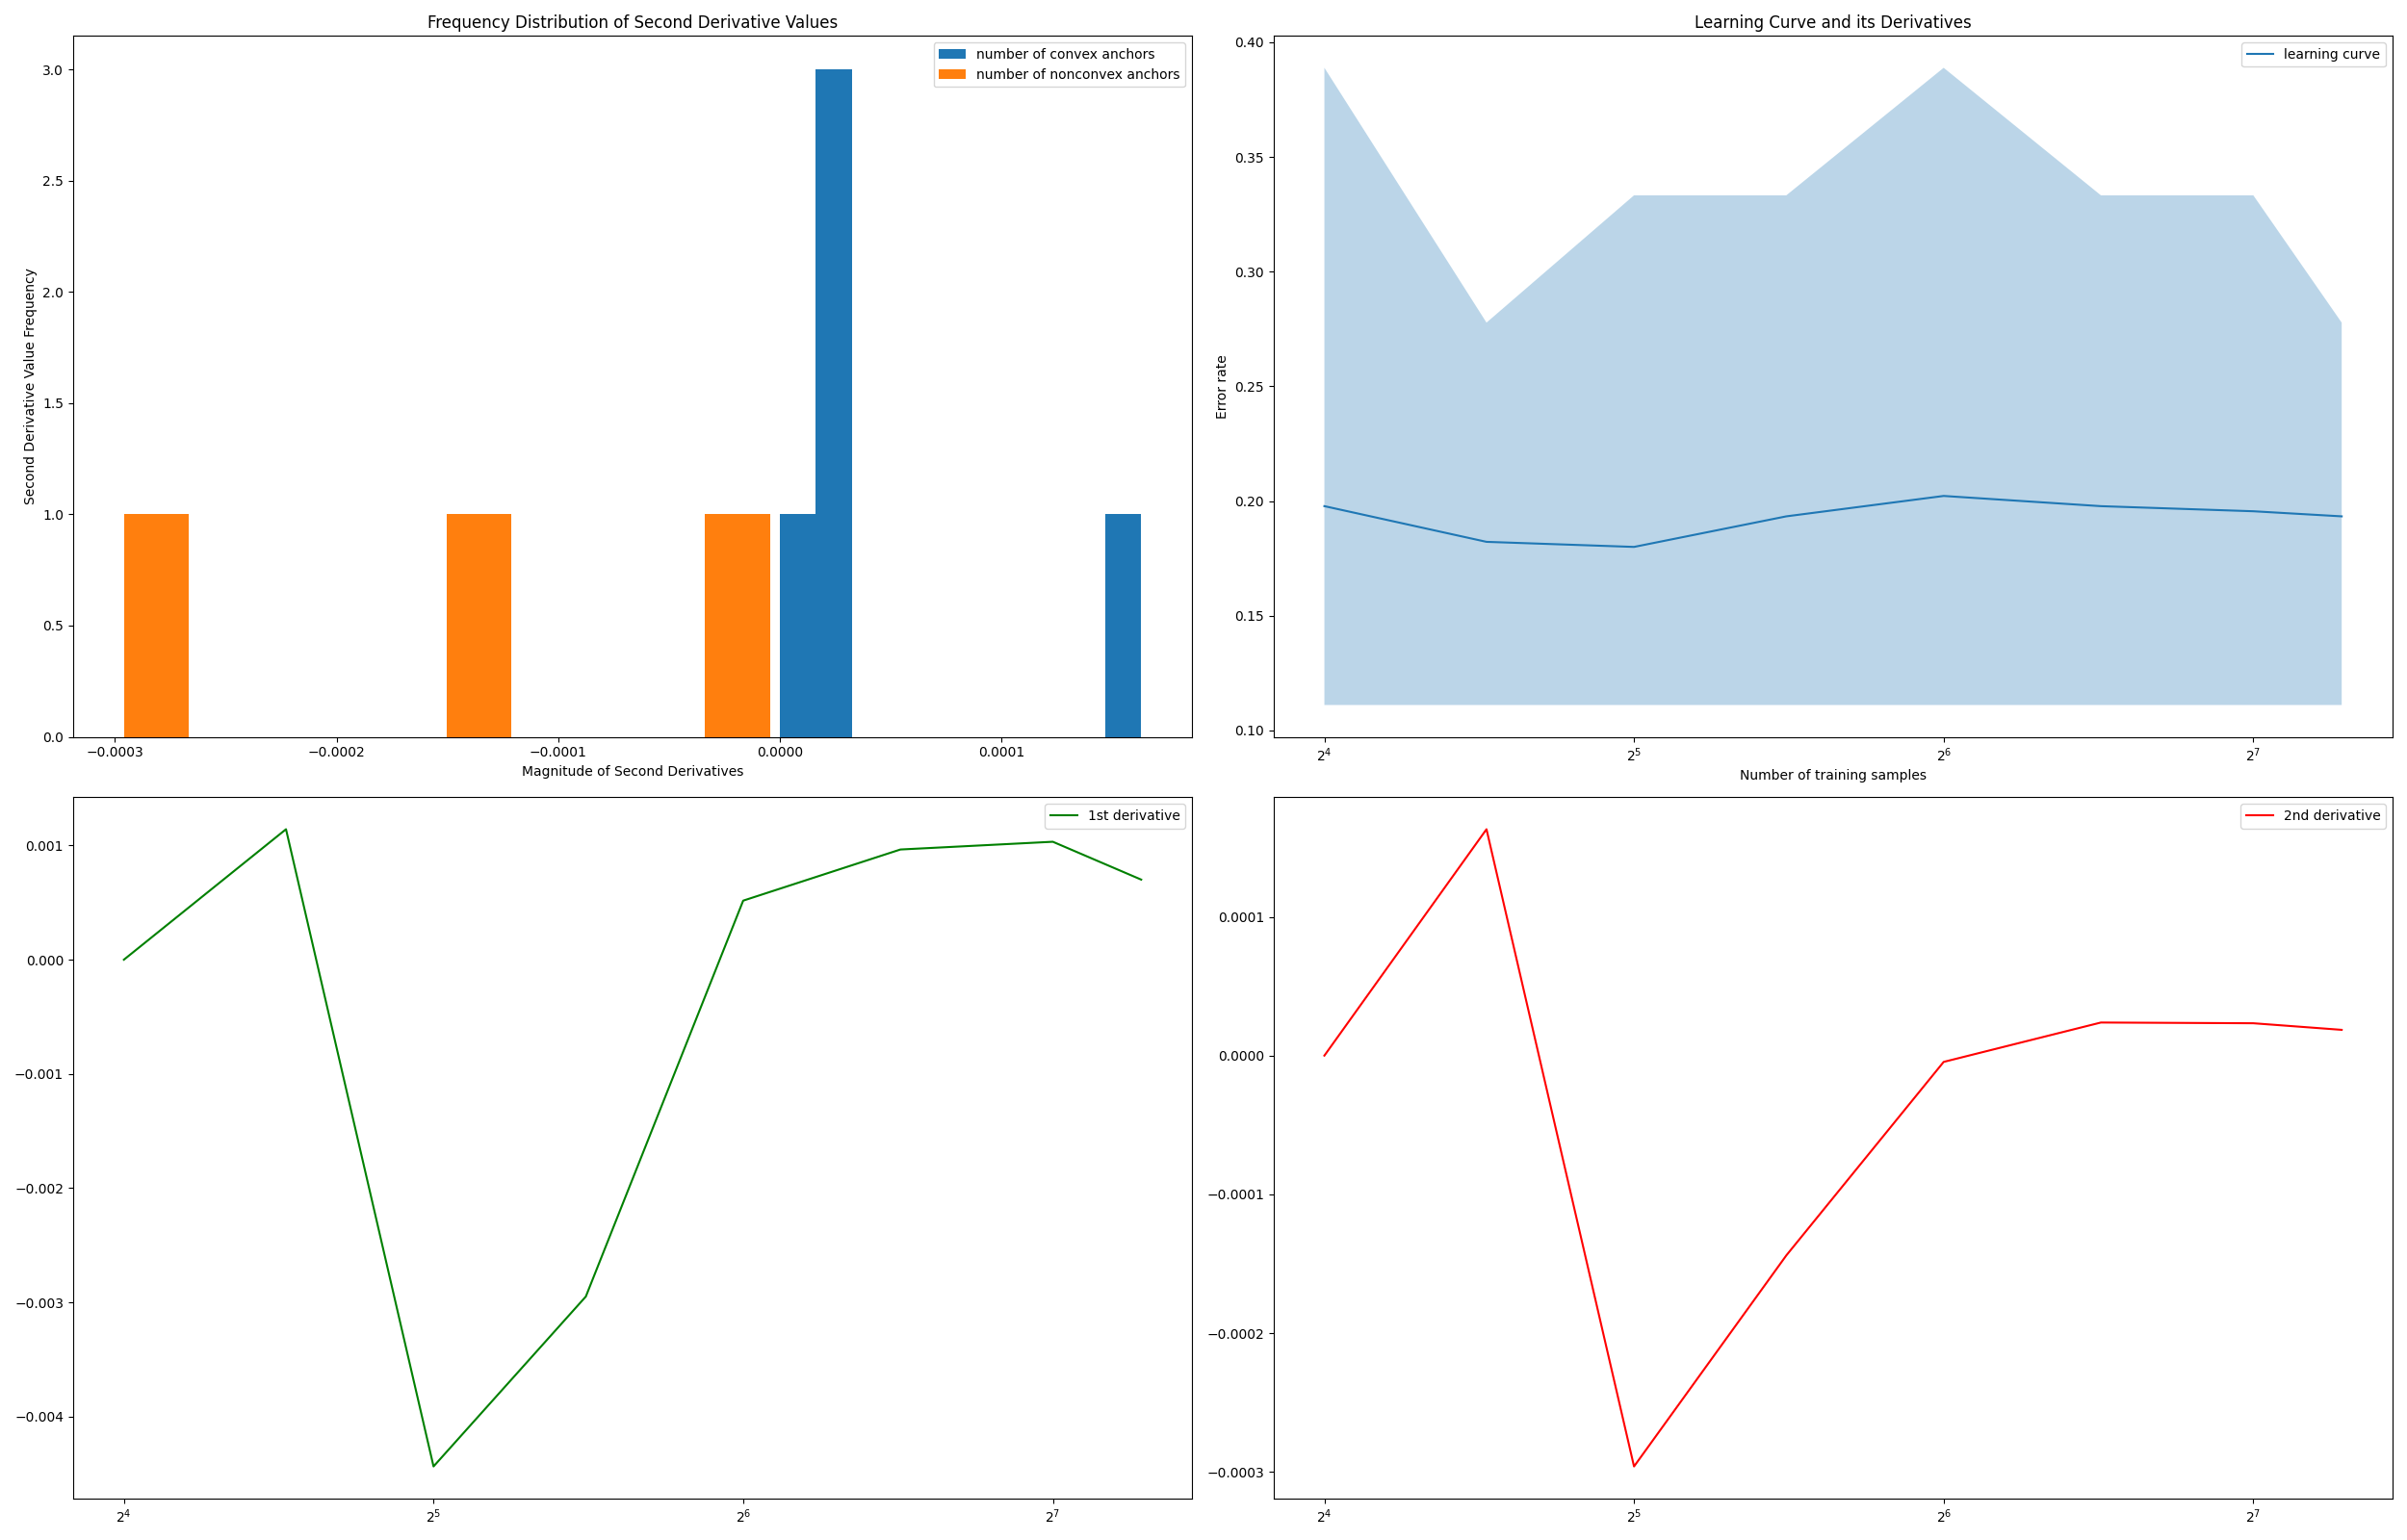 Frequency Distribution of Second Derivative Values
number of convex anchors
number of nonconvex anchors
Second Derivative Value Frequency
3.0
2.5
2.0
1.5
1.0
0.5
0.0
−0.0003 −0.0002 −0.0001 0.0000 0.0001
Magnitude of Second Derivatives
Learning Curve and its Derivatives
learning curve
Error rate
0.40
0.35
0.30
0.25
0.20
0.15
0.10
2⁴ 2⁵ 2⁶ 2⁷
Number of training samples
1st derivative
0.001
0.000
−0.001
−0.002
−0.003
−0.004
2⁴ 2⁵ 2⁶ 2⁷
2nd derivative
0.0001
0.0000
−0.0001
−0.0002
−0.0003
2⁴ 2⁵ 2⁶ 2⁷